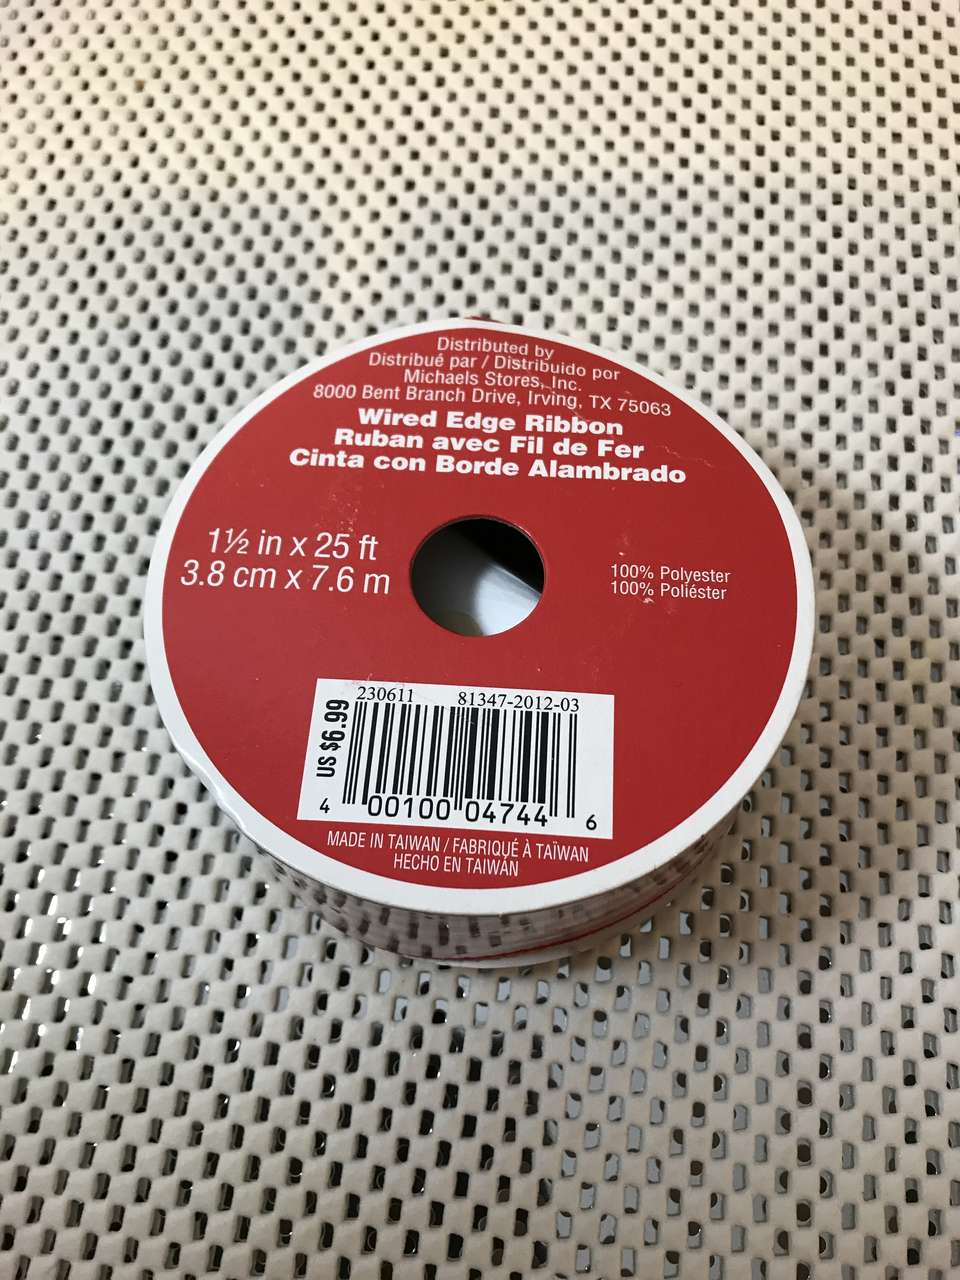 Distributed by
Distribué par / Distribuido por
Michaels Stores, Inc.
8000 Bent Branch Drive, Irving, TX 75063
Wired Edge Ribbon
Ruban avec Fil de Fer
Cinta con Borde Alambrado
1½ in x 25 ft
3.8 cm x 7.6 m
100% Polyester
100% Poliéster
230611 81347-2012-03
US $6.99
4 00100 04744 6
MADE IN TAIWAN / FABRIQUÉ À TAÏWAN
HECHO EN TAIWÁN